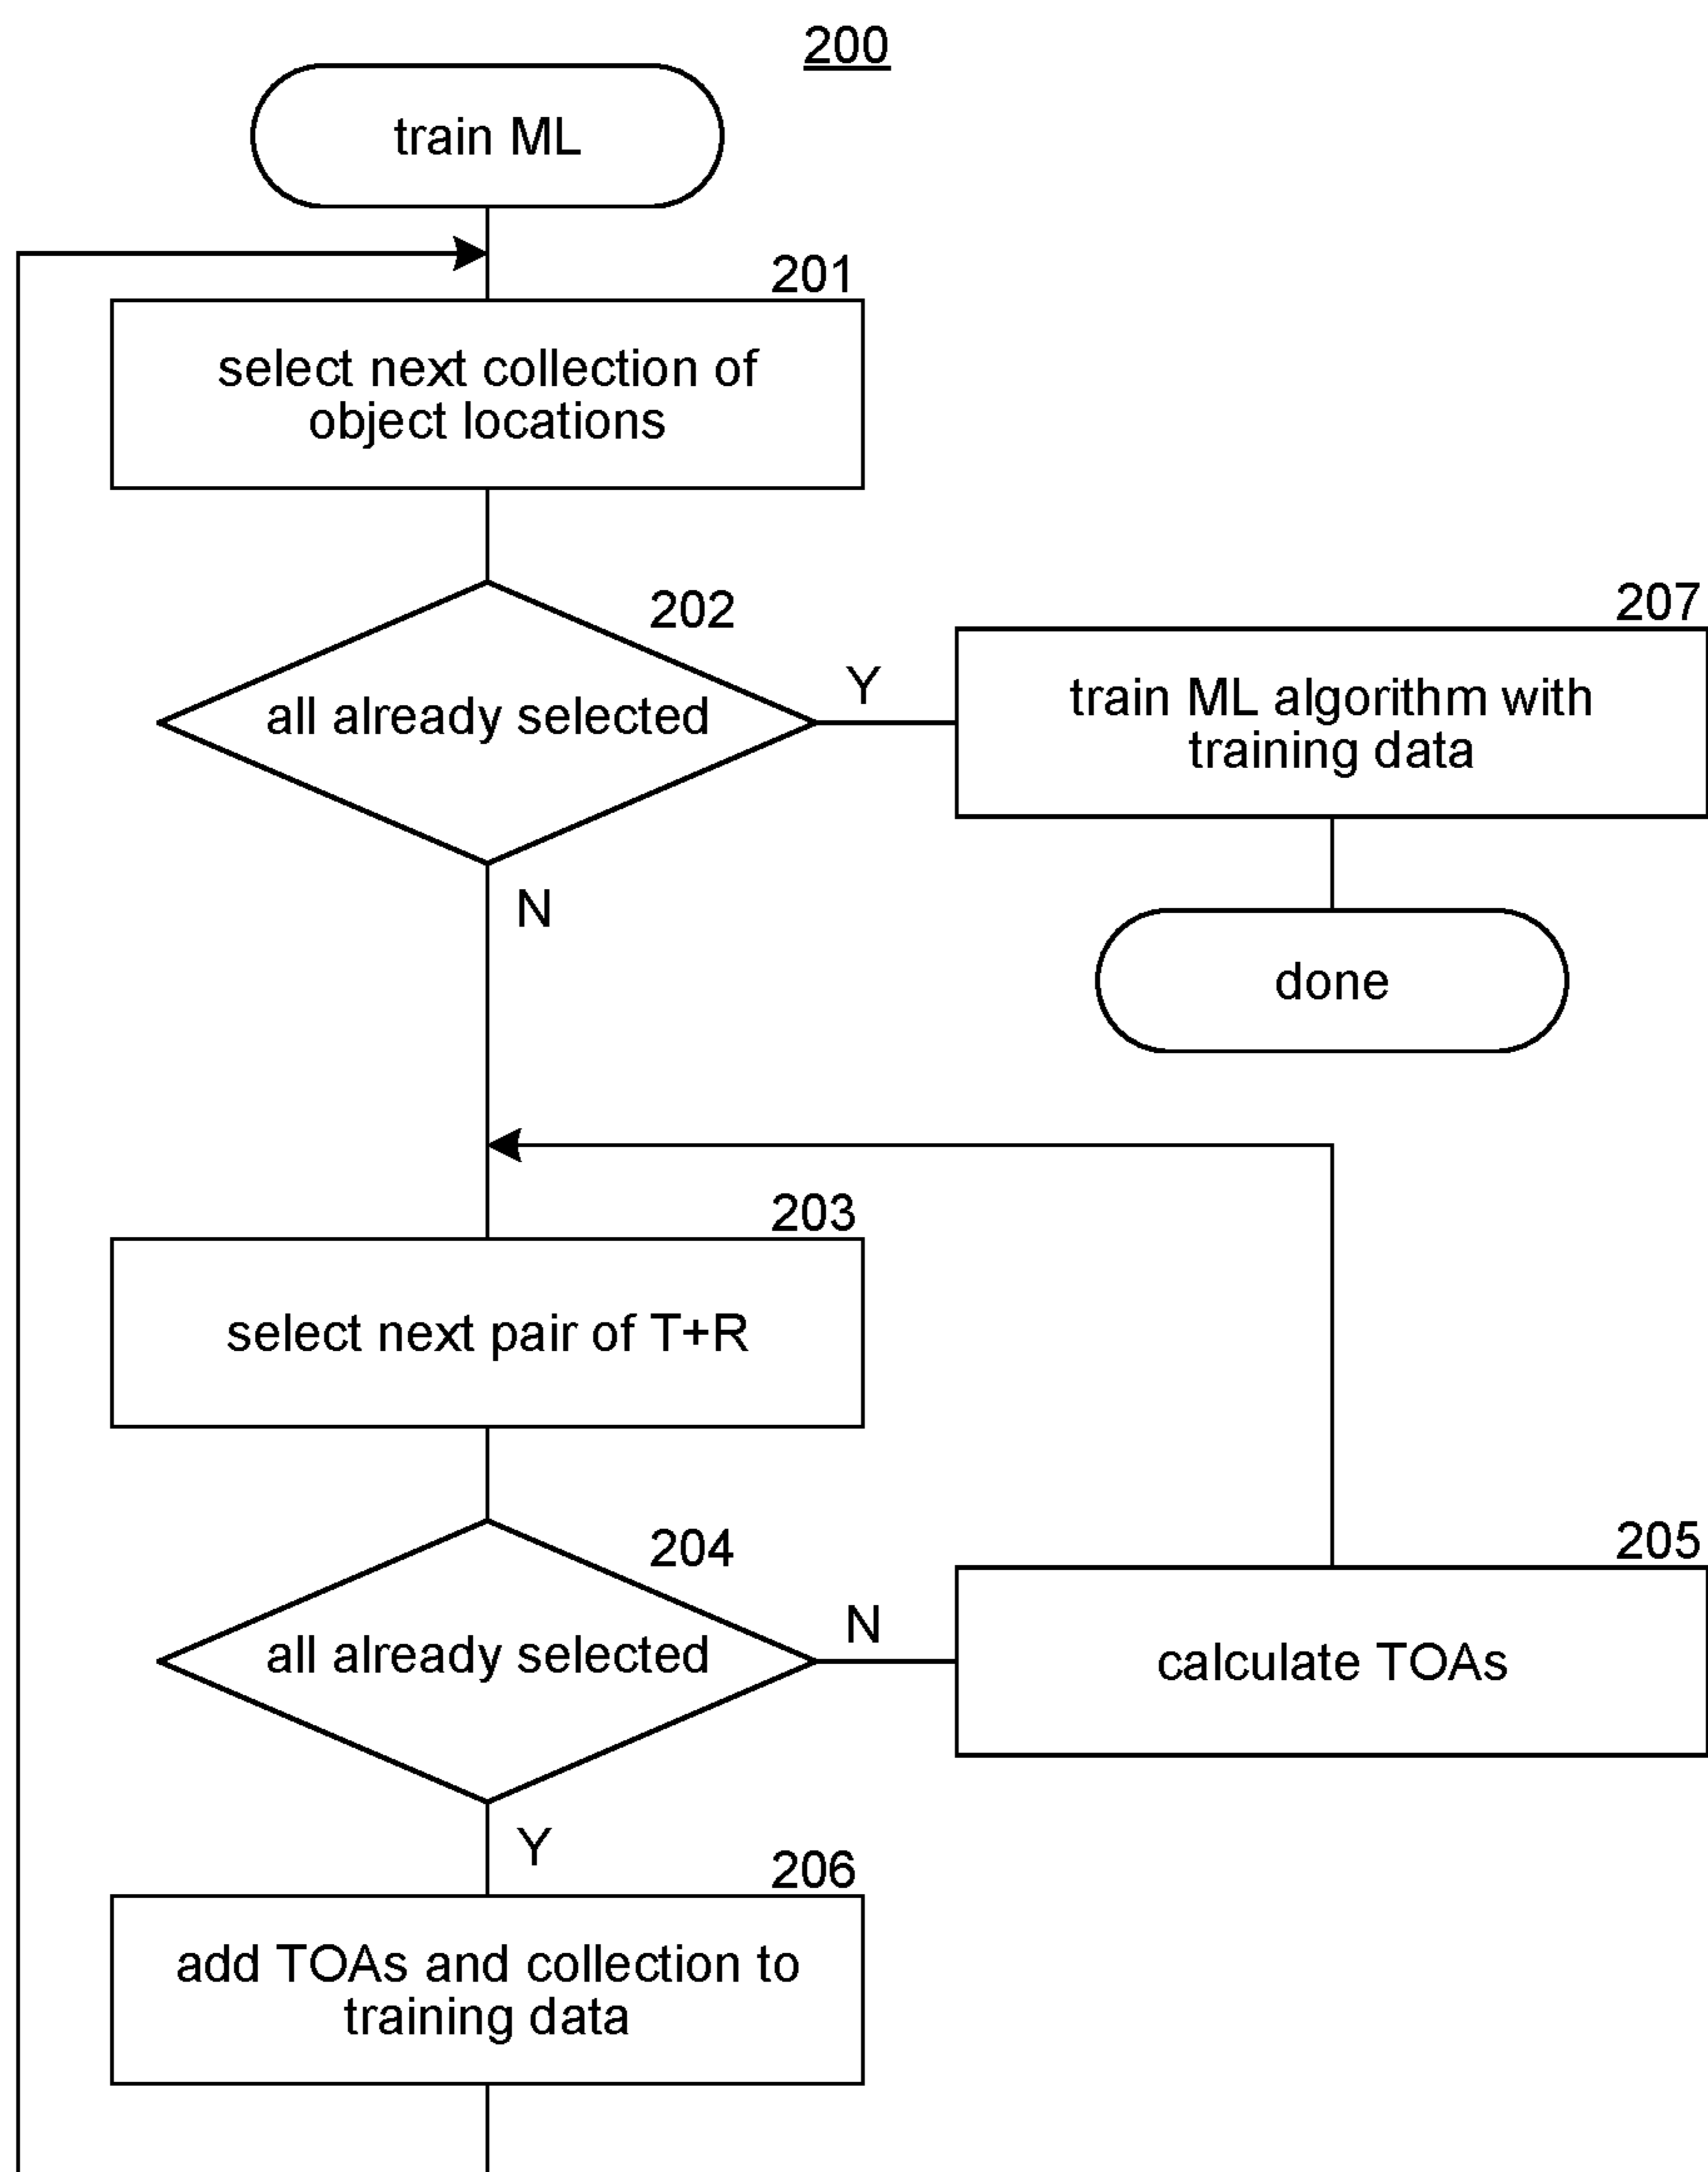 200
train ML
201
select next collection of
object locations
202
all already selected
Y
N
207
train ML algorithm with
training data
done
203
select next pair of T+R
204
all already selected
N
Y
205
calculate TOAs
206
add TOAs and collection to
training data